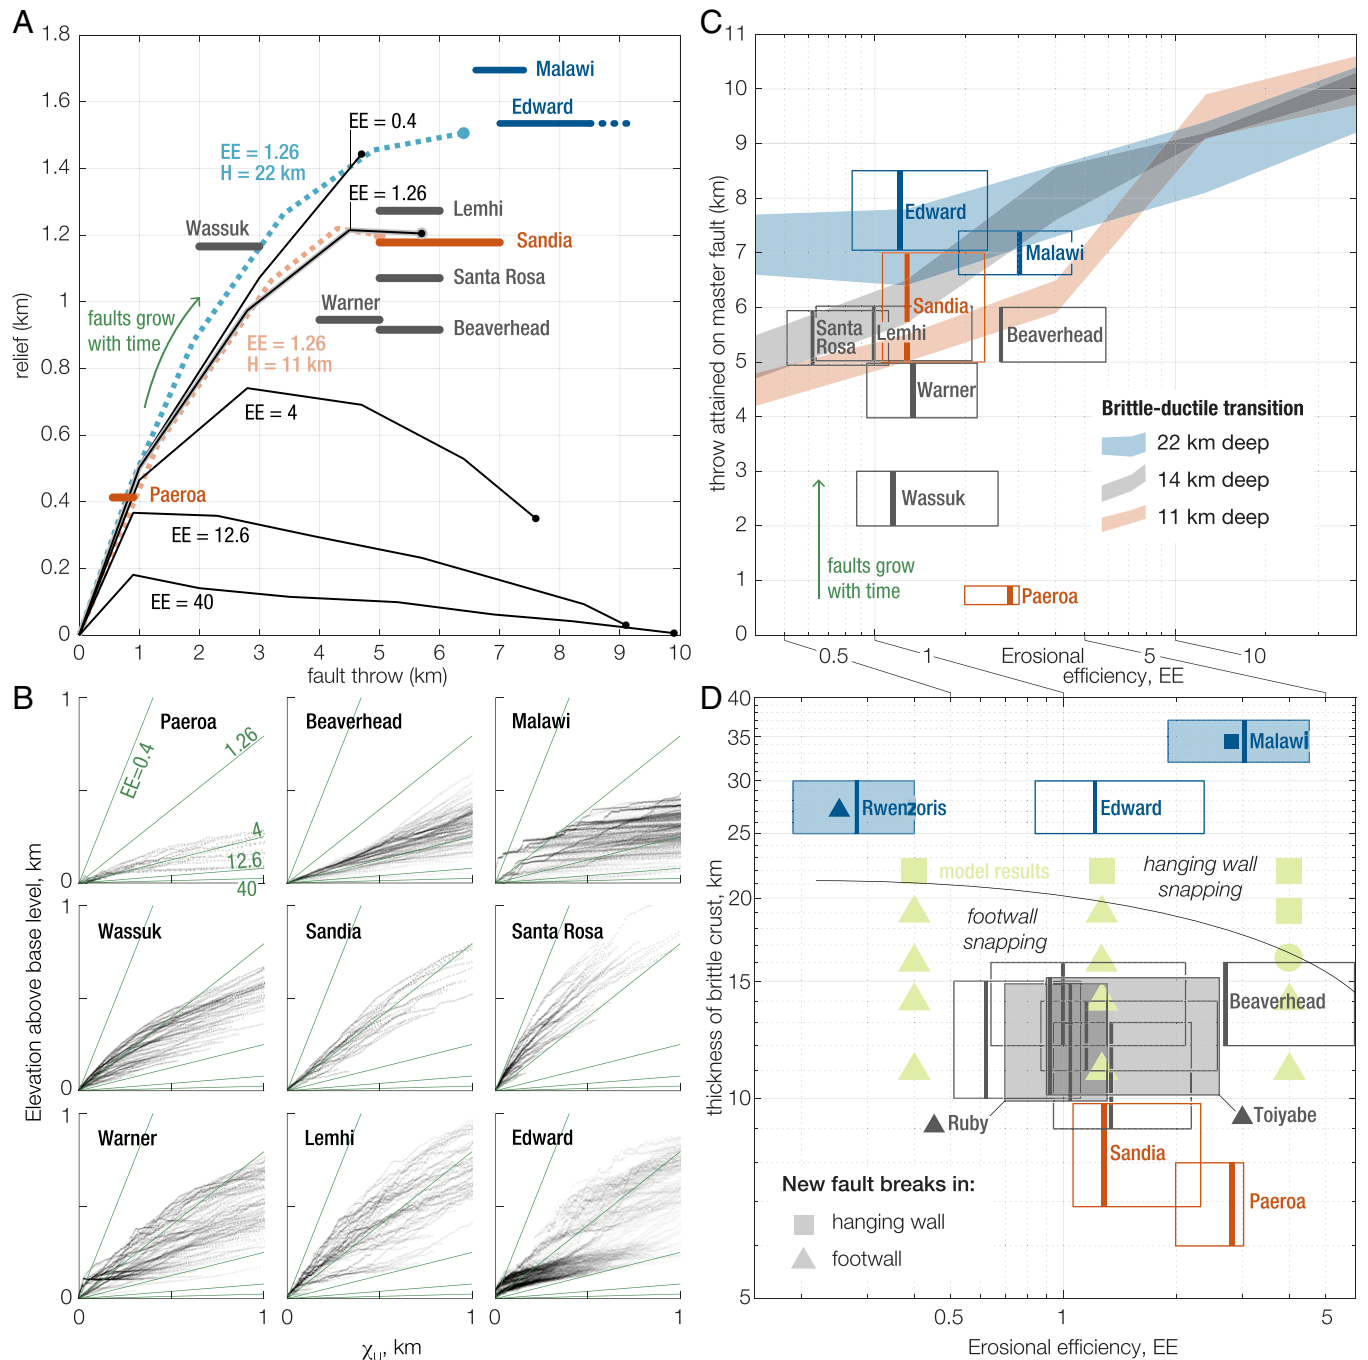 A
1.8
1.6
1.4
1.2
1
0.8
0.6
0.4
0.2
0
relief (km)
0 1 2 3 4 5 6 7 8 9 10
fault throw (km)
Malawi
Edward
EE = 0.4
EE = 1.26
H = 22 km
EE = 1.26
Lemhi
Wassuk
Sandia
Santa Rosa
Warner
Beaverhead
faults grow
with time
EE = 1.26
H = 11 km
EE = 4
Paeroa
EE = 12.6
EE = 40
C
11
10
9
8
7
6
5
4
3
2
1
0
throw attained on master fault (km)
Edward
Malawi
Sandia
Santa
Rosa
Lemhi
Beaverhead
Warner
Wassuk
Paeroa
Brittle-ductile transition
22 km deep
14 km deep
11 km deep
faults grow
with time
0.5 1 5 10
Erosional
efficiency, EE
B
Elevation above base level, km
1
0
Paeroa
EE=0.4
1.26
4
12.6
40
Beaverhead
Malawi
1
0
Wassuk
Sandia
Santa Rosa
1
0
Warner
Lemhi
Edward
0 1 0 1 0 1
χu, km
D
40
35
30
25
20
15
10
5
thickness of brittle crust, km
Malawi
Rwenzoris
Edward
model results
hanging wall
snapping
footwall
snapping
Beaverhead
Ruby
Toiyabe
Sandia
Paeroa
New fault breaks in:
hanging wall
footwall
0.5 1 5
Erosional efficiency, EE